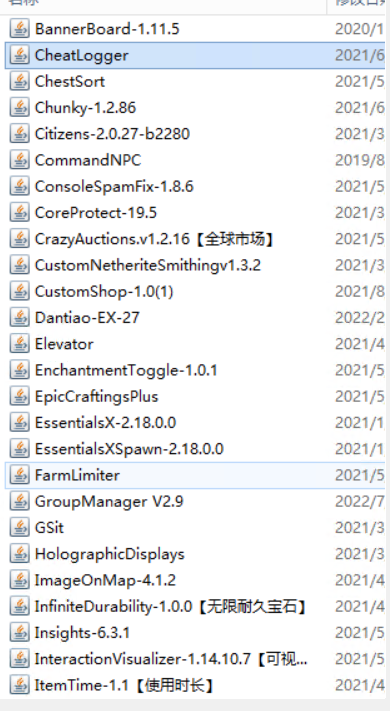 BannerBoard-1.11.5 2020/1
CheatLogger 2021/6
ChestSort 2021/5
Chunky-1.2.86 2021/6
Citizens-2.0.27-b2280 2021/3
CommandNPC 2019/8
ConsoleSpamFix-1.8.6 2021/5
CoreProtect-19.5 2021/3
CrazyAuctions.v1.2.16【全球市场】 2021/5
CustomNetheriteSmithingv1.3.2 2021/3
CustomShop-1.0(1) 2021/8
Dantiao-EX-27 2022/2
Elevator 2021/4
EnchantmentToggle-1.0.1 2021/5
EpicCraftingsPlus 2021/5
EssentialsX-2.18.0.0 2021/1
EssentialsXSpawn-2.18.0.0 2021/1
FarmLimiter 2021/5
GroupManager V2.9 2022/7
GSit 2021/3
HolographicDisplays 2021/3
ImageOnMap-4.1.2 2021/4
InfiniteDurability-1.0.0【无限耐久宝石】 2021/4
Insights-6.3.1 2021/5
InteractionVisualizer-1.14.10.7【可视... 2021/5
ItemTime-1.1【使用时长】 2021/4